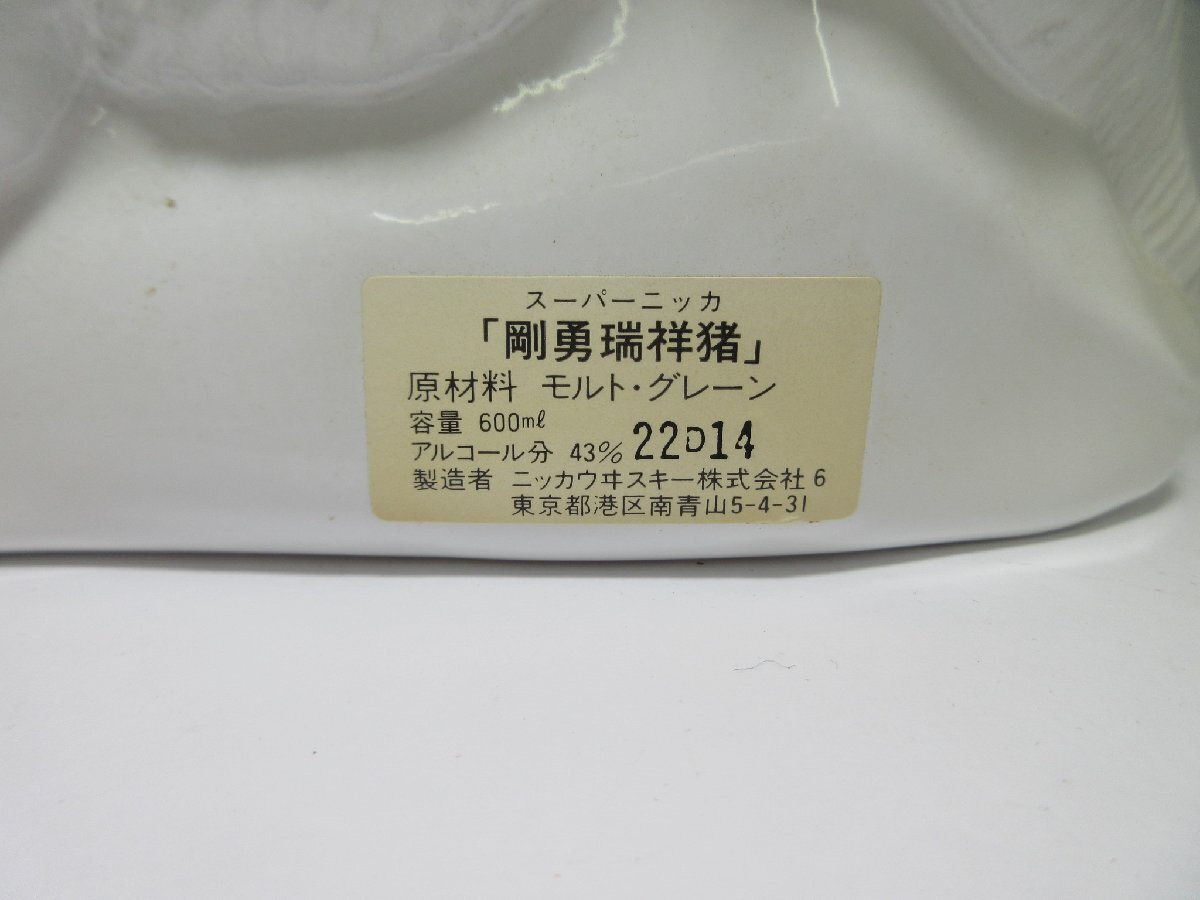 スーパーニッカ
「剛勇瑞祥猪」
原材料 モルト・グレーン
容量 600ml
アルコール分 43% 22D14
製造者 ニッカウヰスキー株式会社 6
東京都港区南青山5-4-31